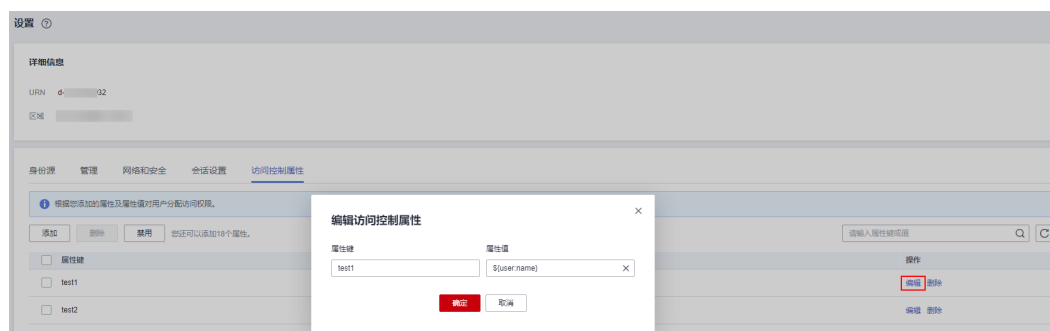 设置
详细信息
URN d- 32
区域
身份源 管理 网络和安全 会话设置 访问控制属性
根据您添加的属性及属性值对用户分配访问权限。
添加 删除 禁用 您还可以添加18个属性。
请输入属性键或值
属性键 操作
test1 编辑 删除
test2 编辑 删除
编辑访问控制属性
属性键 属性值
test1 ${user:name}
确定 取消